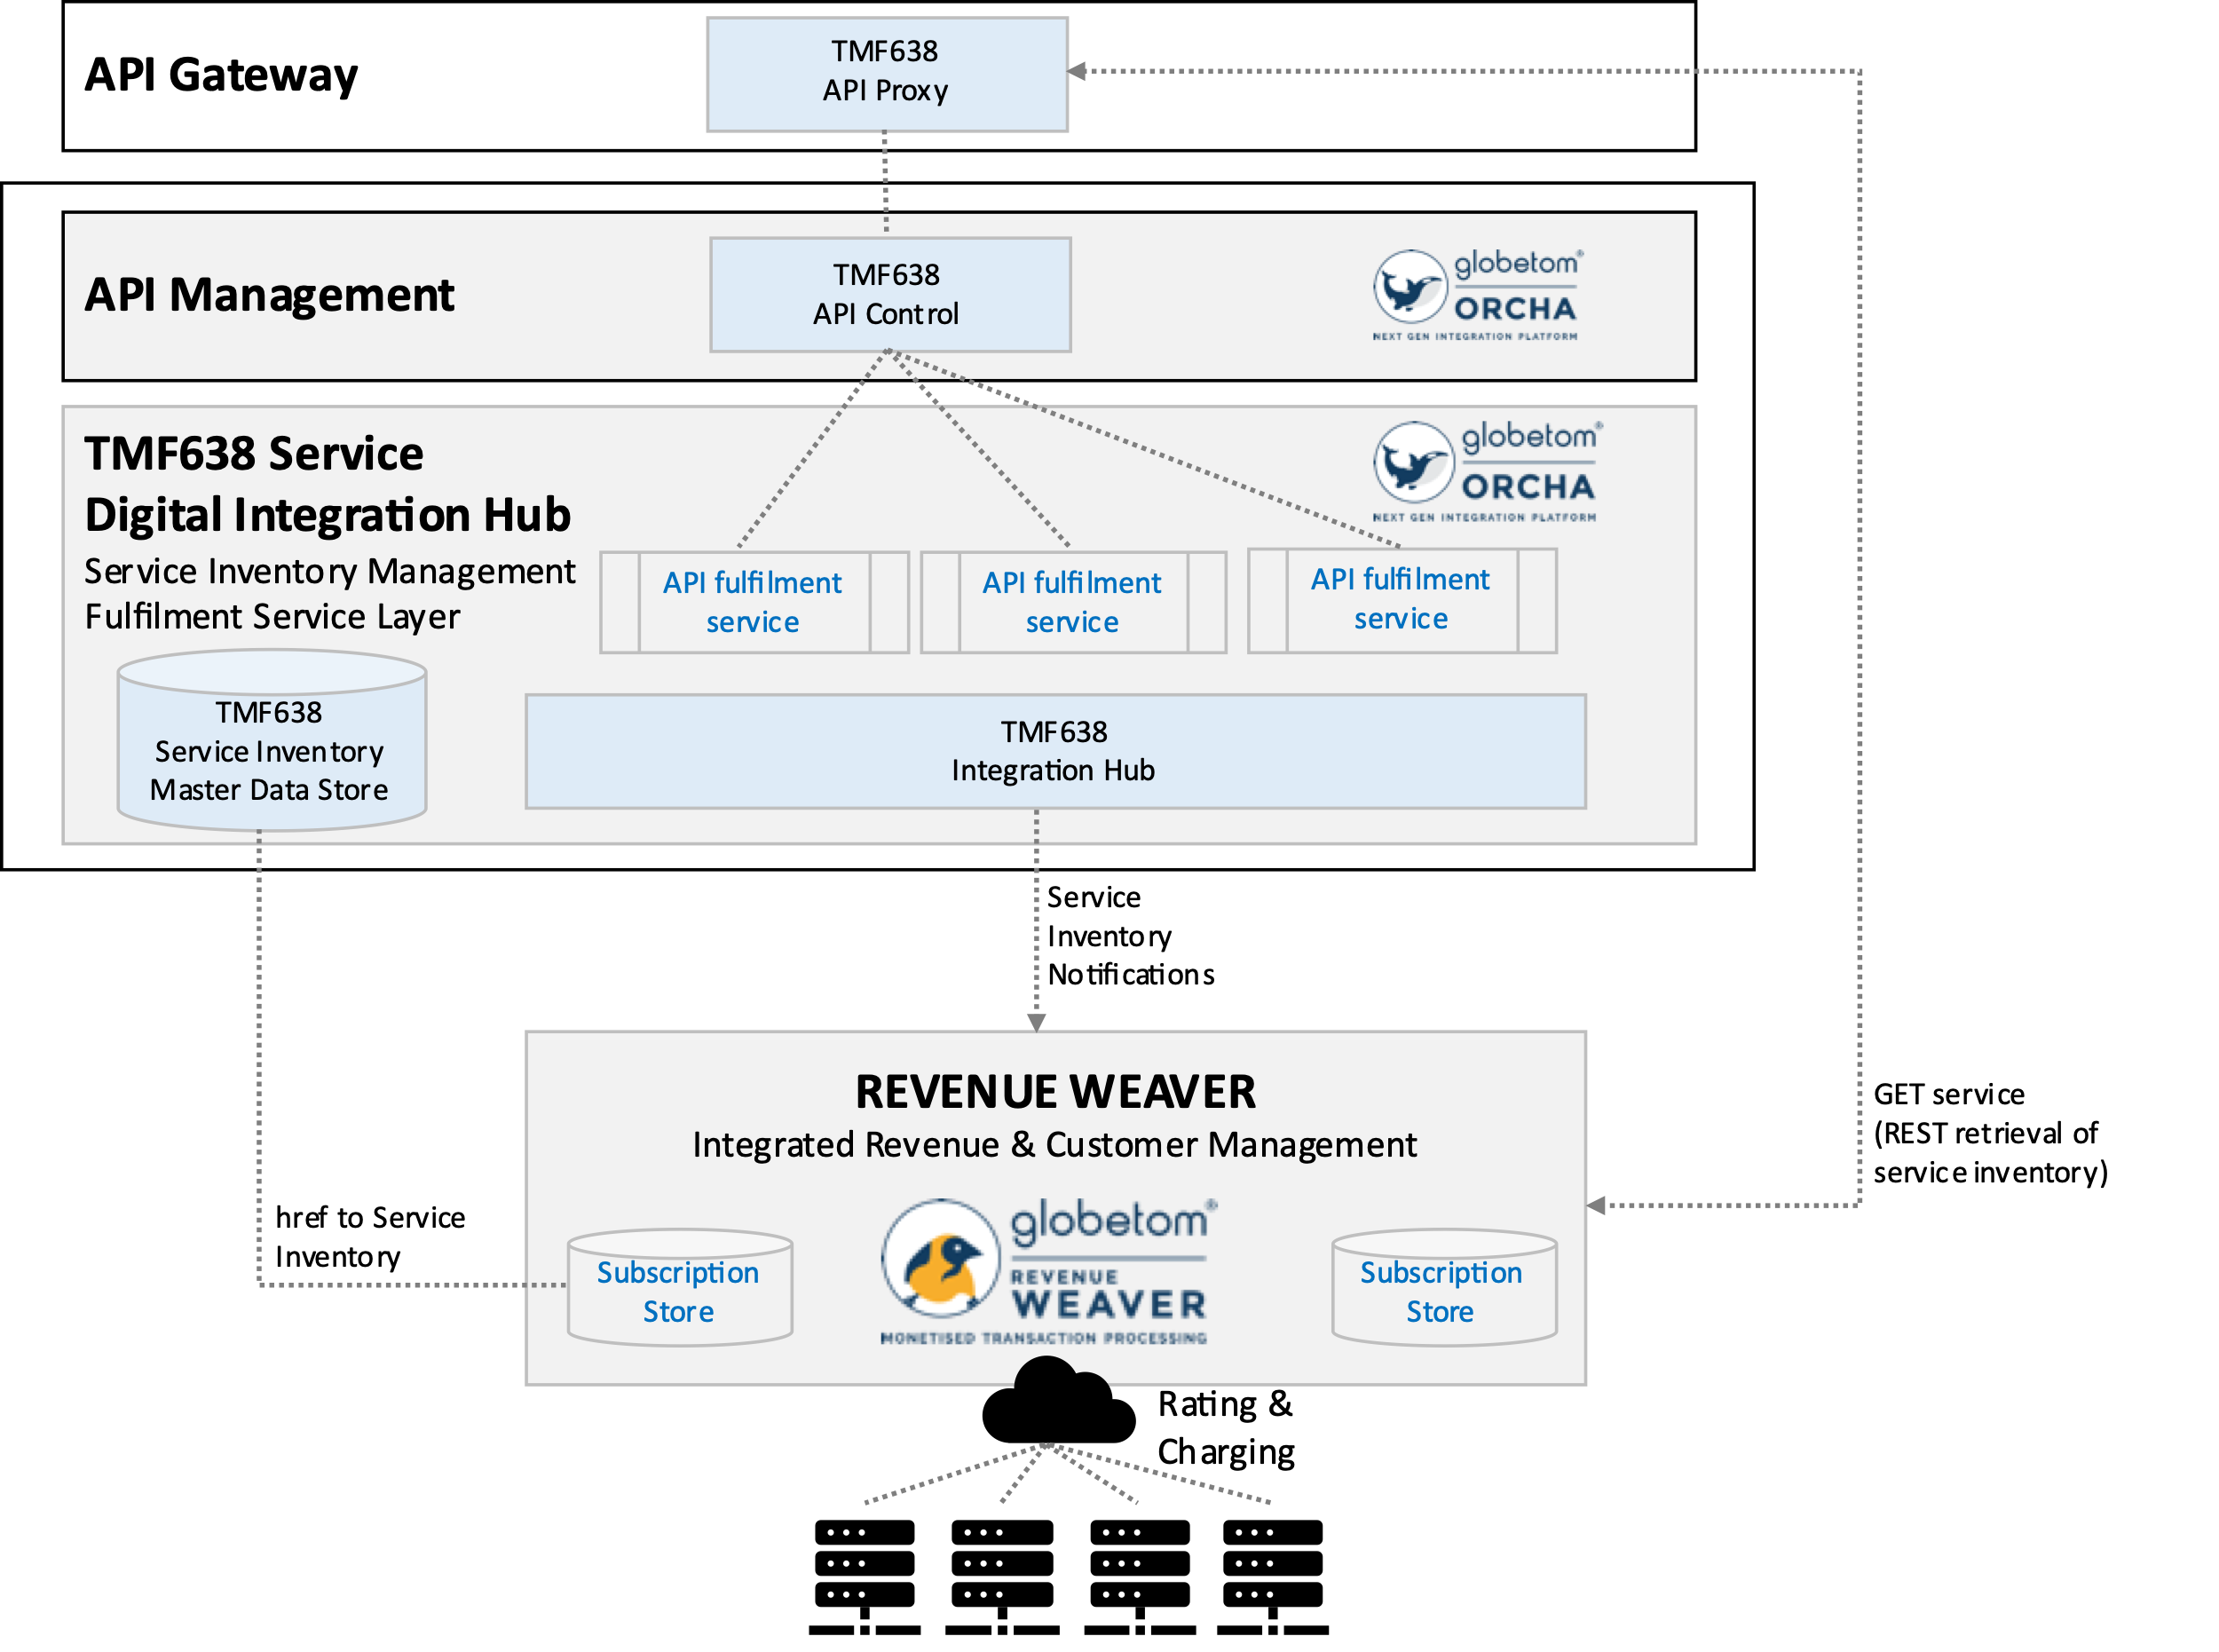 API Gateway
TMF638
API Proxy
API Management
TMF638
API Control
globetom®
ORCHA
NEXT GEN INTEGRATION PLATFORM
TMF638 Service
Digital Integration Hub
Service Inventory Management
Fulfilment Service Layer
globetom®
ORCHA
NEXT GEN INTEGRATION PLATFORM
API fulfilment
service
API fulfilment
service
API fulfilment
service
TMF638
Service Inventory
Master Data Store
TMF638
Integration Hub
Service
Inventory
Notifications
REVENUE WEAVER
Integrated Revenue & Customer Management
GET service
(REST retrieval of
service inventory)
href to Service
Inventory
Subscription
Store
globetom®
REVENUE
WEAVER
MONETISED TRANSACTION PROCESSING
Subscription
Store
Rating &
Charging